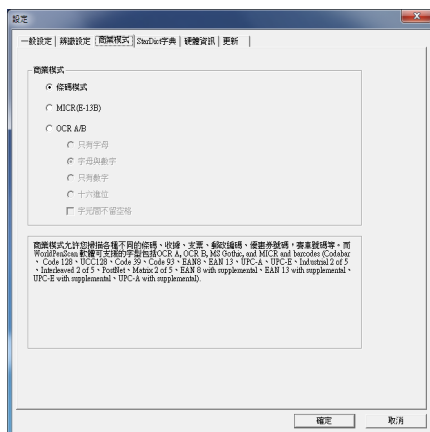 設定
一般設定 辨識設定 商業模式 StarDict字典 硬體資訊 更新
商業模式
條碼模式
MICR(E-13B)
OCR A/B
只有字母
字母與數字
只有數字
十六進位
字元間不留空格
商業模式允許您掃描各種不同的條碼、收據、支票、郵政編碼、優惠券號碼，賽車號碼等。而
WorldPenScan 軟體可支援的字型包括OCR A, OCR B, MS Gothic, and MICR and barcodes (Codabar
、 Code 128、UCC128、Code 39、Code 93、EAN8、EAN 13、UPC-A、UPC-E、Industrial 2 of 5
、Interleaved 2 of 5、PostNet、Matrix 2 of 5、EAN 8 with supplemental、EAN 13 with supplemental、
UPC-E with supplemental、UPC-A with supplemental).
確定 取消